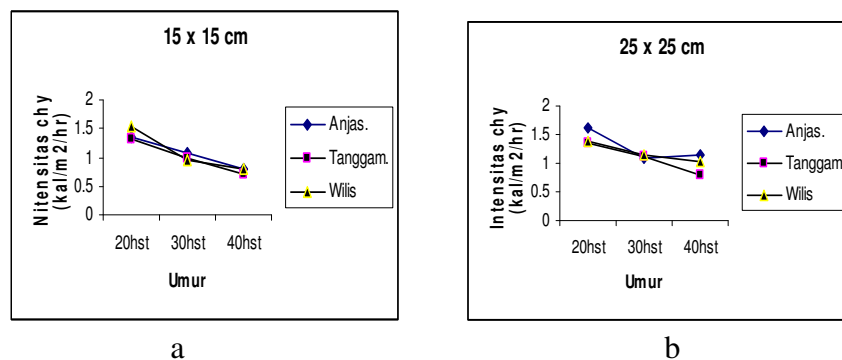 15 x 15 cm
Nitensitas chy
(kal/m2/hr)
2
1.5
1
0.5
0
20hst 30hst 40hst
Umur
Anjas.
Tanggam.
Wilis
a
25 x 25 cm
Intensitas chy
(kal/m2/hr)
2
1.5
1
0.5
0
20hst 30hst 40hst
Umur
Anjas.
Tanggam
Wilis
b